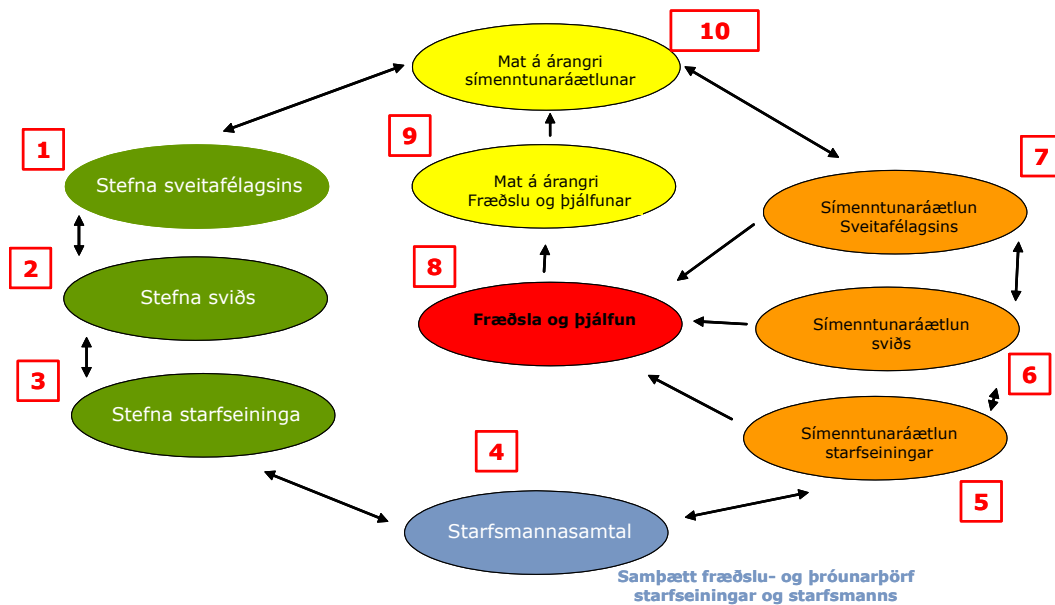 10
Mat á árangri
símenntunaráætlunar
9
Mat á árangri
Fræðslu og þjálfunar
1
Stefna sveitafélagsins
2
Stefna sviðs
3
Stefna starfseininga
4
Starfsmannasamtal
Samþætt fræðslu- og þróunarþörf
starfseiningar og starfsmanns
5
Símenntunaráætlun
starfseiningar
6
Símenntunaráætlun
sviðs
7
Símenntunaráætlun
Sveitafélagsins
8
Fræðsla og þjálfun